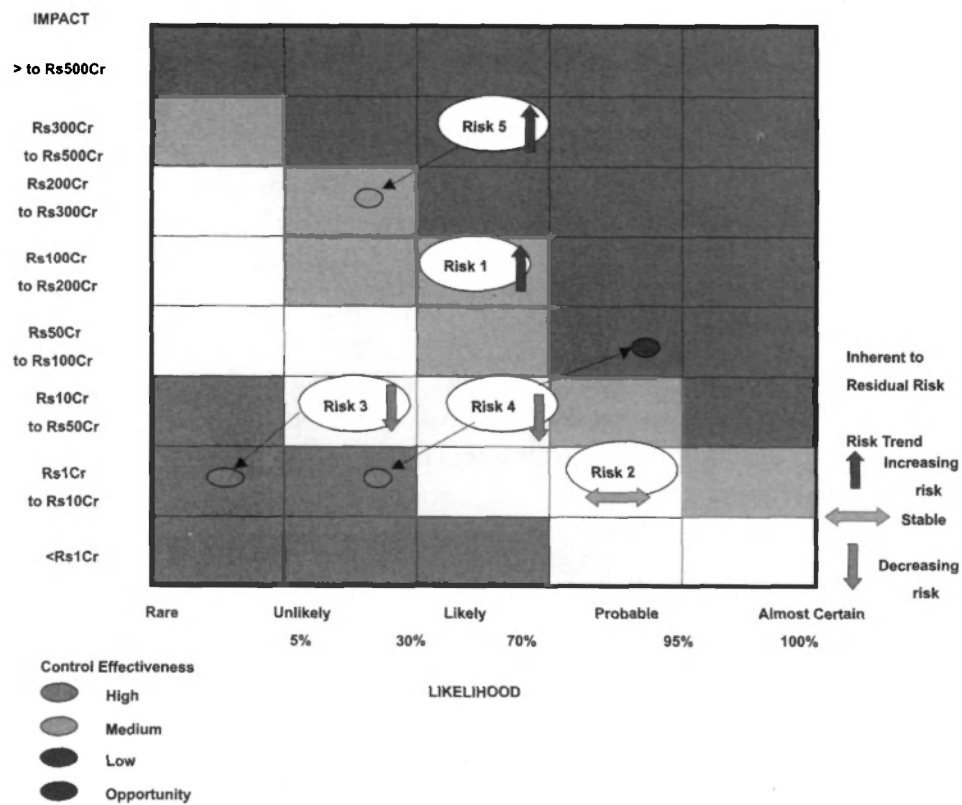 IMPACT
> to Rs500Cr
Rs300Cr
to Rs500Cr
Rs200Cr
to Rs300Cr
Rs100Cr
to Rs200Cr
Rs50Cr
to Rs100Cr
Rs10Cr
to Rs50Cr
Rs1Cr
to Rs10Cr
<Rs1Cr
Risk 5
Risk 1
Risk 3
Risk 4
Risk 2
Inherent to
Residual Risk
Risk Trend
Increasing
risk
Stable
Decreasing
risk
Rare
Unlikely
Likely
Probable
Almost Certain
5%
30%
70%
95%
100%
LIKELIHOOD
Control Effectiveness
High
Medium
Low
Opportunity